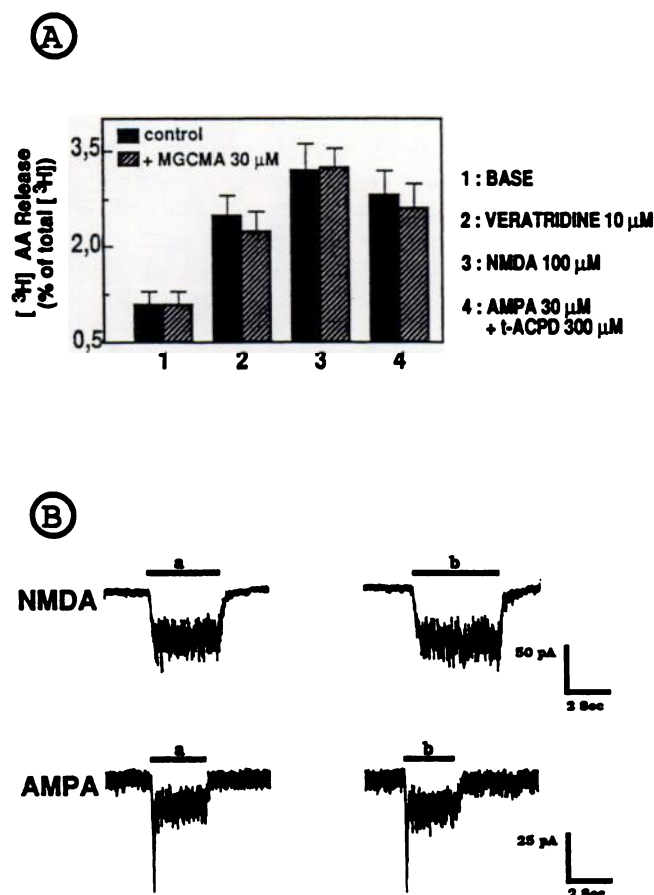 A
[³H] AA Release
(% of total [³H])
3,5
2,0
0,5
control
+ MGCMA 30 µM
1 2 3 4
1 : BASE
2 : VERATRIDINE 10 µM
3 : NMDA 100 µM
4 : AMPA 30 µM
+ t-ACPD 300 µM
B
NMDA
a
b
50 pA
2 Sec
AMPA
a
b
25 pA
2 Sec